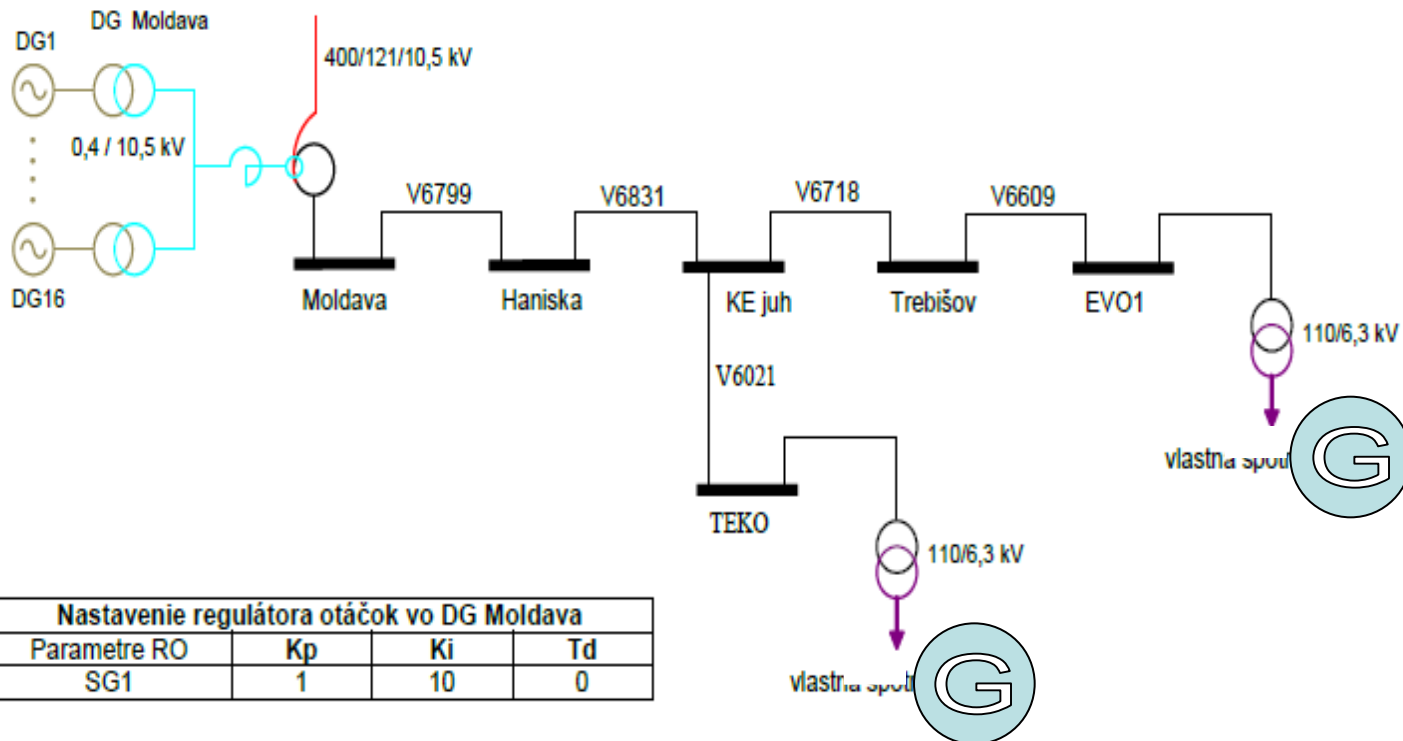 DG Moldava
DG1
400/121/10,5 kV
0,4 / 10,5 kV
DG16
V6799
V6831
V6718
V6609
Moldava
Haniska
KE juh
Trebišov
EVO1
110/6,3 kV
V6021
vlastna
G
TEKO
110/6,3 kV
vlastna
G
Nastavenie regulátora otáčok vo DG Moldava
Parametre RO Kp Ki Td
SG1 1 10 0